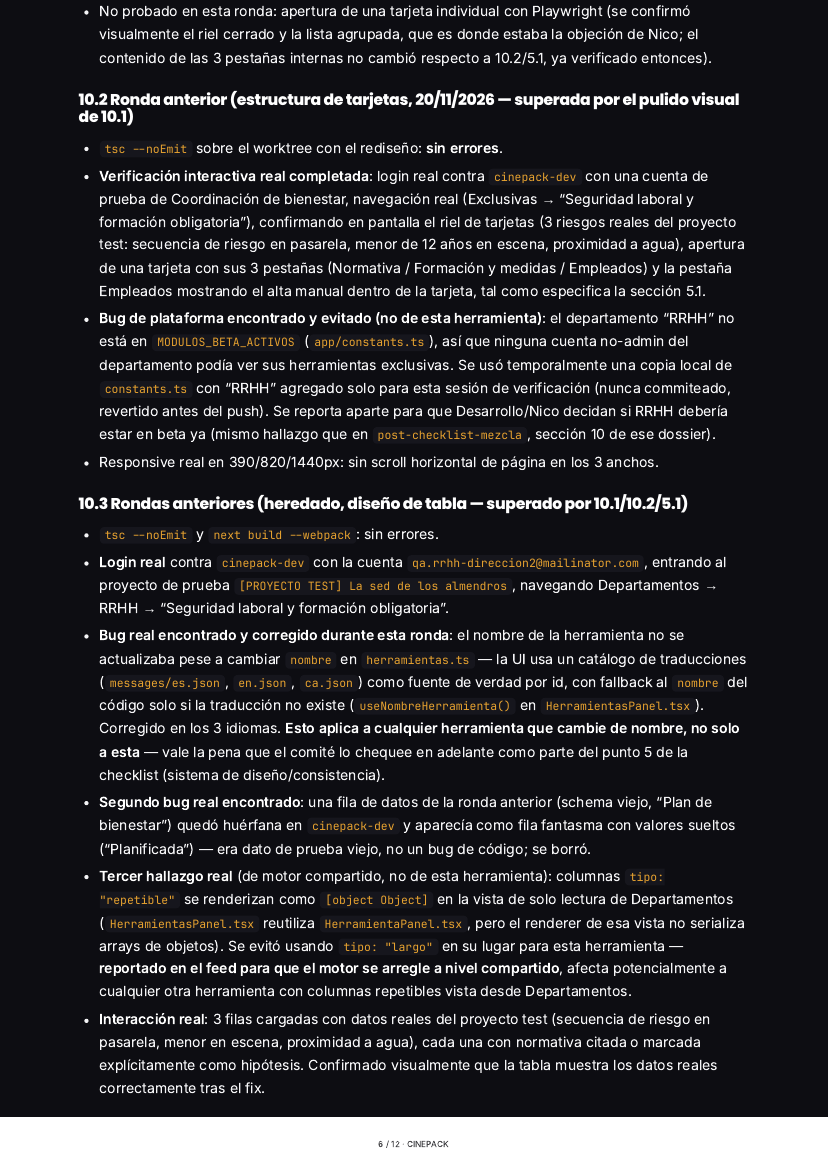 • No probado en esta ronda: apertura de una tarjeta individual con Playwright (se confirmó
visualmente el riel cerrado y la lista agrupada, que es donde estaba la objeción de Nico; el
contenido de las 3 pestañas internas no cambió respecto a 10.2/5.1, ya verificado entonces).
10.2 Ronda anterior (estructura de tarjetas, 20/11/2026 — superada por el pulido visual
de 10.1)
• tsc --noEmit sobre el worktree con el rediseño: sin errores.
• Verificación interactiva real completada: login real contra cinepack-dev con una cuenta de
prueba de Coordinación de bienestar, navegación real (Exclusivas → “Seguridad laboral y
formación obligatoria”), confirmando en pantalla el riel de tarjetas (3 riesgos reales del proyecto
test: secuencia de riesgo en pasarela, menor de 12 años en escena, proximidad a agua), apertura
de una tarjeta con sus 3 pestañas (Normativa / Formación y medidas / Empleados) y la pestaña
Empleados mostrando el alta manual dentro de la tarjeta, tal como especifica la sección 5.1.
• Bug de plataforma encontrado y evitado (no de esta herramienta): el departamento “RRHH” no
está en MODULOS_BETA_ACTIVOS ( app/constants.ts ), así que ninguna cuenta no-admin del
departamento podía ver sus herramientas exclusivas. Se usó temporalmente una copia local de
constants.ts con “RRHH” agregado solo para esta sesión de verificación (nunca commiteado,
revertido antes del push). Se reporta aparte para que Desarrollo/Nico decidan si RRHH debería
estar en beta ya (mismo hallazgo que en post-checklist-mezcla , sección 10 de ese dossier).
• Responsive real en 390/820/1440px: sin scroll horizontal de página en los 3 anchos.
10.3 Rondas anteriores (heredado, diseño de tabla — superado por 10.1/10.2/5.1)
• tsc --noEmit y next build --webpack : sin errores.
• Login real contra cinepack-dev con la cuenta qa.rrhh-direccion2@mailinator.com , entrando al
proyecto de prueba [PROYECTO TEST] La sed de los almendros , navegando Departamentos →
RRHH → “Seguridad laboral y formación obligatoria”.
• Bug real encontrado y corregido durante esta ronda: el nombre de la herramienta no se
actualizaba pese a cambiar nombre en herramientas.ts — la UI usa un catálogo de traducciones
( messages/es.json , en.json , ca.json ) como fuente de verdad por id, con fallback al nombre del
código solo si la traducción no existe ( useNombreHerramienta() en HerramientasPanel.tsx ).
Corregido en los 3 idiomas. Esto aplica a cualquier herramienta que cambie de nombre, no solo
a esta — vale la pena que el comité lo chequee en adelante como parte del punto 5 de la
checklist (sistema de diseño/consistencia).
• Segundo bug real encontrado: una fila de datos de la ronda anterior (schema viejo, “Plan de
bienestar”) quedó huérfana en cinepack-dev y aparecía como fila fantasma con valores sueltos
(“Planificada”) — era dato de prueba viejo, no un bug de código; se borró.
• Tercer hallazgo real (de motor compartido, no de esta herramienta): columnas tipo:
"repetible" se renderizan como [object Object] en la vista de solo lectura de Departamentos
( HerramientasPanel.tsx reutiliza HerramientaPanel.tsx , pero el renderer de esa vista no serializa
arrays de objetos). Se evitó usando tipo: "largo" en su lugar para esta herramienta —
reportado en el feed para que el motor se arregle a nivel compartido, afecta potencialmente a
cualquier otra herramienta con columnas repetibles vista desde Departamentos.
• Interacción real: 3 filas cargadas con datos reales del proyecto test (secuencia de riesgo en
pasarela, menor en escena, proximidad a agua), cada una con normativa citada o marcada
explícitamente como hipótesis. Confirmado visualmente que la tabla muestra los datos reales
correctamente tras el fix.
6 / 12 · CINEPACK